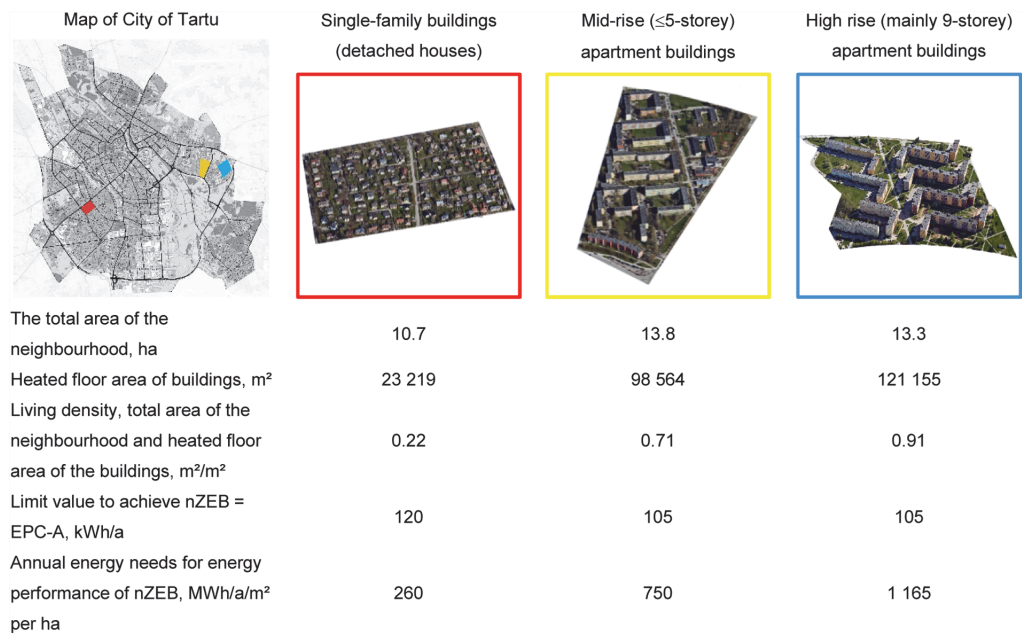 Map of City of Tartu
Single-family buildings
(detached houses)
Mid-rise (≤5-storey)
apartment buildings
High rise (mainly 9-storey)
apartment buildings
The total area of the
neighbourhood, ha
10.7
13.8
13.3
Heated floor area of buildings, m²
23 219
98 564
121 155
Living density, total area of the
neighbourhood and heated floor
area of the buildings, m²/m²
0.22
0.71
0.91
Limit value to achieve nZEB =
EPC-A, kWh/a
120
105
105
Annual energy needs for energy
performance of nZEB, MWh/a/m²
per ha
260
750
1 165